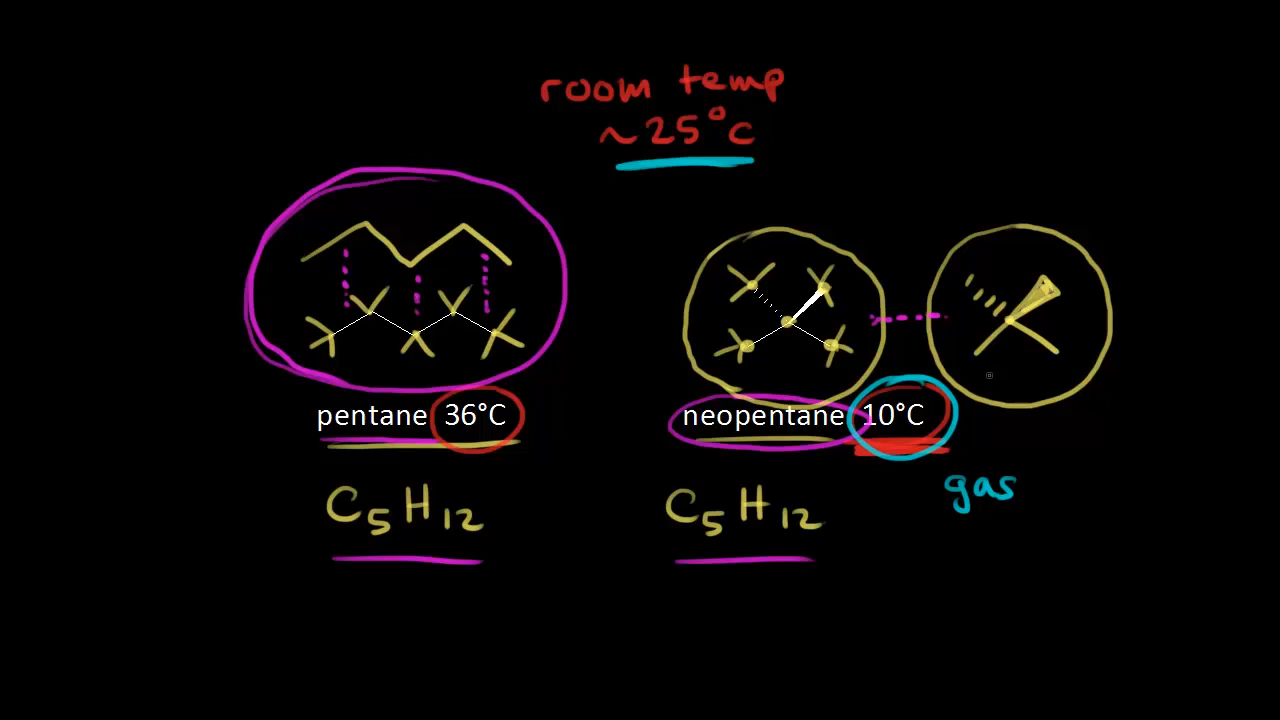 room temp
~25°C
pentane 36°C
neopentane 10°C
gas
C₅H₁₂
C₅H₁₂